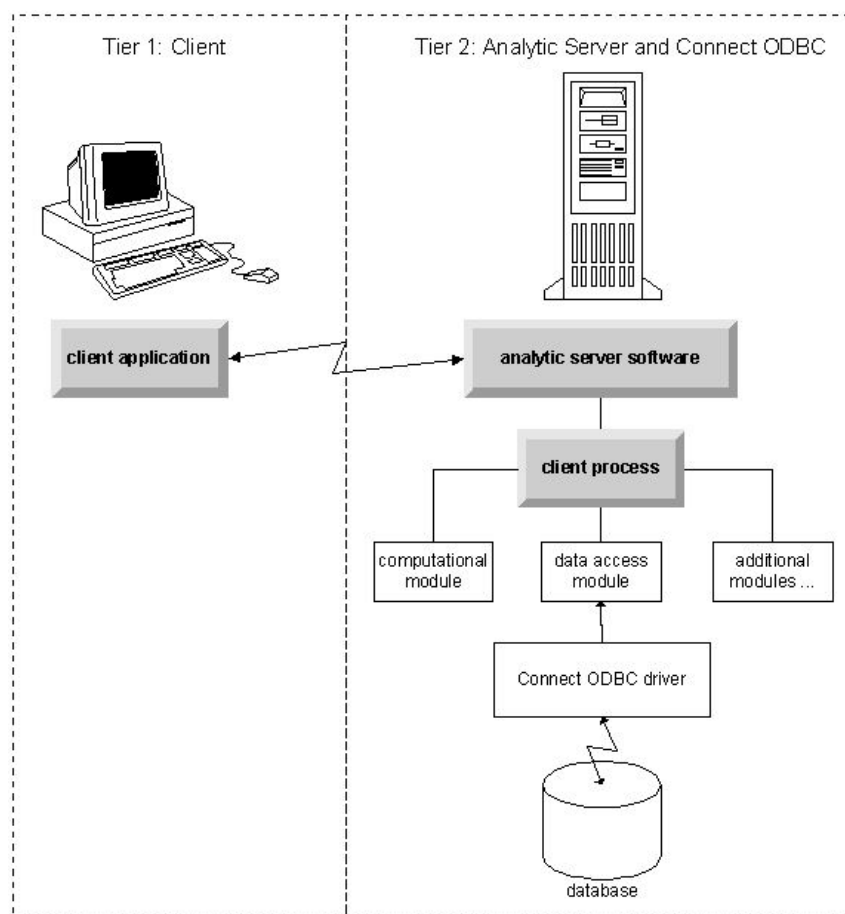 Tier 1: Client
Tier 2: Analytic Server and Connect ODBC
client application
analytic server software
client process
computational
module
data access
module
additional
modules ...
Connect ODBC driver
database